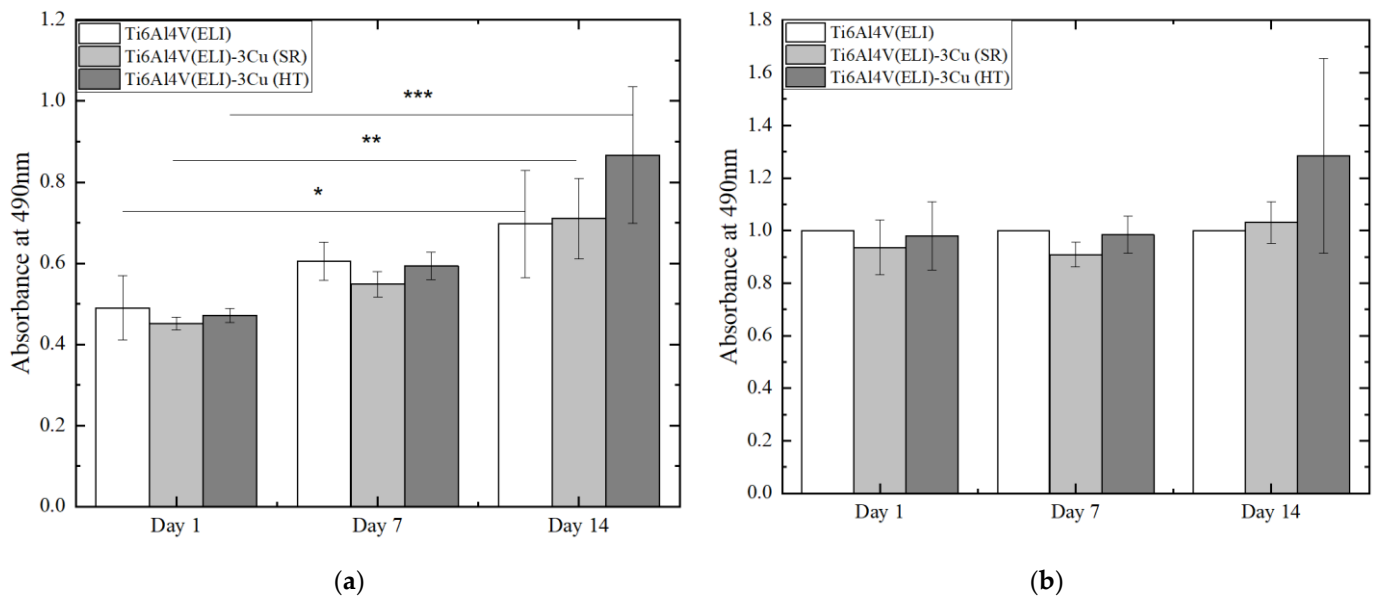 1.2
1.0
0.8
0.6
0.4
0.2
0.0
Absorbance at 490nm
Ti6Al4V(ELI)
Ti6Al4V(ELI)-3Cu (SR)
Ti6Al4V(ELI)-3Cu (HT)
***
**
*
Day 1 Day 7 Day 14
(a)
1.8
1.6
1.4
1.2
1.0
0.8
0.6
0.4
0.2
0.0
Absorbance at 490nm
Ti6Al4V(ELI)
Ti6Al4V(ELI)-3Cu (SR)
Ti6Al4V(ELI)-3Cu (HT)
Day 1 Day 7 Day 14
(b)